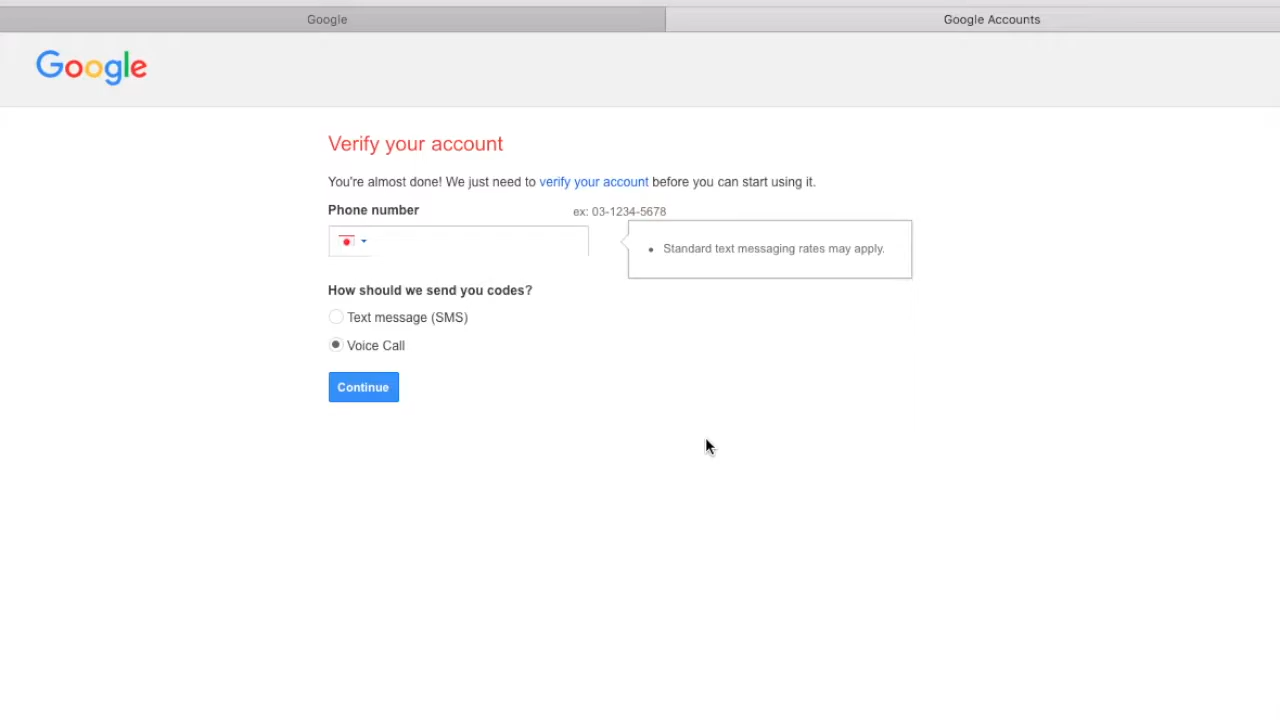 Google
Google Accounts
Google
Verify your account
You're almost done! We just need to verify your account before you can start using it.
Phone number
ex: 03-1234-5678
Standard text messaging rates may apply.
How should we send you codes?
Text message (SMS)
Voice Call
Continue